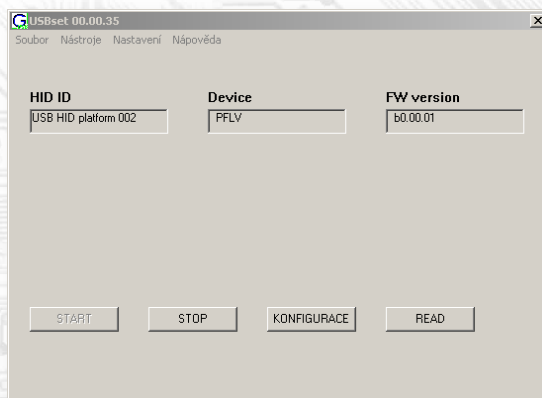 USBset 00.00.35
Soubor Nástroje Nastavení Nápověda
HID ID Device FW version
USB HID platform 002 PFLV b0.00.01
START STOP KONFIGURACE READ